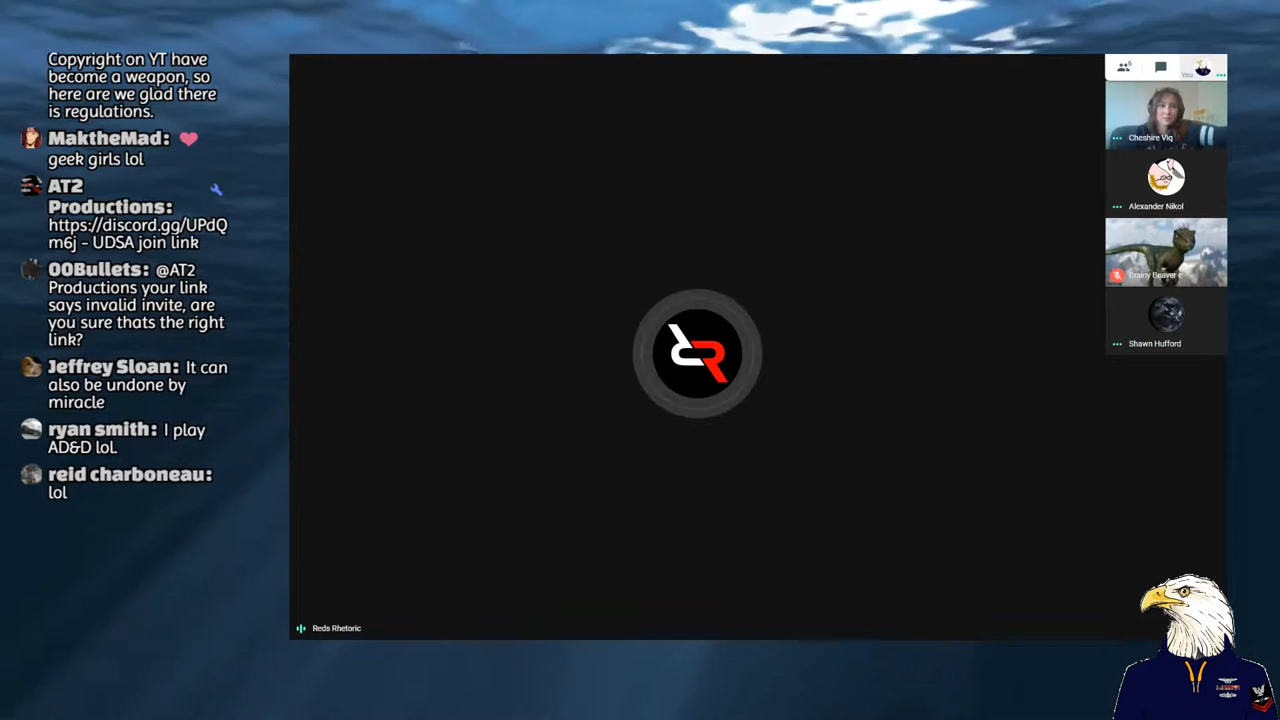 Copyright on YT have
become a weapon, so
here are we glad there
is regulations.
MaktheMad:
geek girls lol
AT2
Productions:
https://discord.gg/UPdQ
m6j - UDSA join link
00Bullets: @AT2
Productions your link
says invalid invite, are
you sure thats the right
link?
Jeffrey Sloan: It can
also be undone by
miracle
ryan smith: I play
AD&D lol.
reid charboneau:
lol
You
Cheshire Viq
Alexander Nikol
Brainy Beaver c
Shawn Hufford
Reds Rhetoric